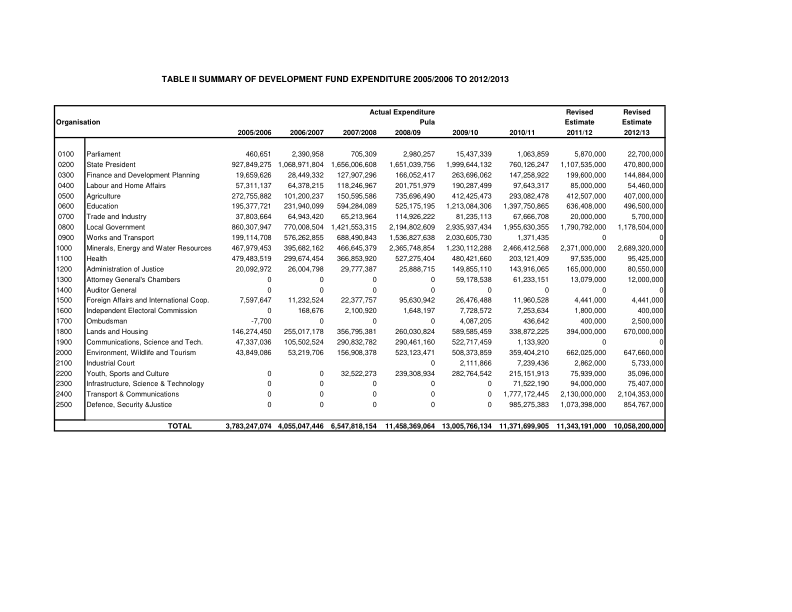 TABLE II SUMMARY OF DEVELOPMENT FUND EXPENDITURE 2005/2006 TO 2012/2013
Actual Expenditure Revised Revised
Organisation Pula Estimate Estimate
2005/2006 2006/2007 2007/2008 2008/09 2009/10 2010/11 2011/12 2012/13
0100 Parliament 460,651 2,390,958 705,309 2,980,257 15,437,339 1,063,859 5,870,000 22,700,000
0200 State President 927,849,275 1,068,971,804 1,656,006,608 1,651,039,756 1,999,644,132 760,126,247 1,107,535,000 470,800,000
0300 Finance and Development Planning 19,659,626 28,449,332 127,907,296 166,052,417 263,696,062 147,258,922 199,600,000 144,884,000
0400 Labour and Home Affairs 57,311,137 64,378,215 118,246,967 201,751,979 190,287,499 97,643,317 85,000,000 54,460,000
0500 Agriculture 272,755,882 101,200,237 150,595,586 735,696,490 412,425,473 293,082,478 412,507,000 407,000,000
0600 Education 195,377,721 231,940,099 594,284,089 525,175,195 1,213,084,306 1,397,750,865 636,408,000 496,500,000
0700 Trade and Industry 37,803,664 64,943,420 65,213,964 114,926,222 81,235,113 67,666,708 20,000,000 5,700,000
0800 Local Government 860,307,947 770,008,504 1,421,553,315 2,194,802,609 2,935,937,434 1,955,630,355 1,790,792,000 1,178,504,000
0900 Works and Transport 199,114,708 576,262,855 688,490,843 1,536,827,638 2,030,605,730 1,371,435 0 0
1000 Minerals, Energy and Water Resources 467,979,453 395,682,162 466,645,379 2,365,748,854 1,230,112,288 2,466,412,568 2,371,000,000 2,689,320,000
1100 Health 479,483,519 299,674,454 366,853,920 527,275,404 480,421,660 203,121,409 97,535,000 95,425,000
1200 Administration of Justice 20,092,972 26,004,798 29,777,387 25,888,715 149,855,110 143,916,065 165,000,000 80,550,000
1300 Attorney General's Chambers 0 0 0 0 59,178,538 61,233,151 13,079,000 12,000,000
1400 Auditor General 0 0 0 0 0 0 0 0
1500 Foreign Affairs and International Coop. 7,597,647 11,232,524 22,377,757 95,630,942 26,476,488 11,960,528 4,441,000 4,441,000
1600 Independent Electoral Commission 0 168,676 2,100,920 1,648,197 7,728,572 7,253,634 1,800,000 400,000
1700 Ombudsman -7,700 0 0 0 4,087,205 436,642 400,000 2,500,000
1800 Lands and Housing 146,274,450 255,017,178 356,795,381 260,030,824 589,585,459 338,872,225 394,000,000 670,000,000
1900 Communications, Science and Tech. 47,337,036 105,502,524 290,832,782 290,461,160 522,717,459 1,133,920 0 0
2000 Environment, Wildlife and Tourism 43,849,086 53,219,706 156,908,378 523,123,471 508,373,859 359,404,210 662,025,000 647,660,000
2100 Industrial Court 0 2,111,866 7,239,436 2,862,000 5,733,000
2200 Youth, Sports and Culture 0 0 32,522,273 239,308,934 282,764,542 215,151,913 75,939,000 35,096,000
2300 Infrastructure, Science & Technology 0 0 0 0 0 71,522,190 94,000,000 75,407,000
2400 Transport & Communications 0 0 0 0 0 1,777,172,445 2,130,000,000 2,104,353,000
2500 Defence, Security &Justice 0 0 0 0 0 985,275,383 1,073,398,000 854,767,000
TOTAL 3,783,247,074 4,055,047,446 6,547,818,154 11,458,369,064 13,005,766,134 11,371,699,905 11,343,191,000 10,058,200,000